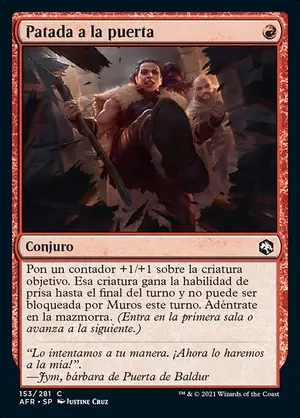 Patada a la puerta
Conjuro
Pon un contador +1/+1 sobre la criatura
objetivo. Esa criatura gana la habilidad de
prisa hasta el final del turno y no puede ser
bloqueada por Muros este turno. Adéntrate
en la mazmorra. (Entra en la primera sala o
avanza a la siguiente.)
"Lo intentamos a tu manera. ¡Ahora lo haremos
a la mía!".
—Jym, bárbara de Puerta de Baldur
153/281 C
AFR • SP Justine Cruz
™ & © 2021 Wizards of the Coast